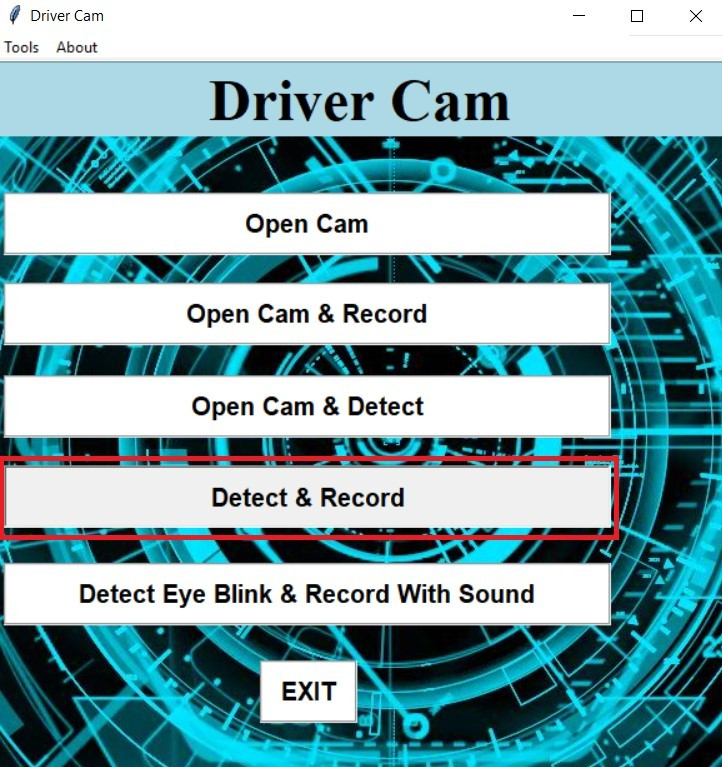 Driver Cam
Tools About
Driver Cam
Open Cam
Open Cam & Record
Open Cam & Detect
Detect & Record
Detect Eye Blink & Record With Sound
EXIT